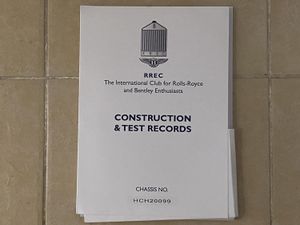 RREC
The International Club for Rolls-Royce
and Bentley Enthusiasts
CONSTRUCTION
& TEST RECORDS
CHASSIS NO.
HCH20099